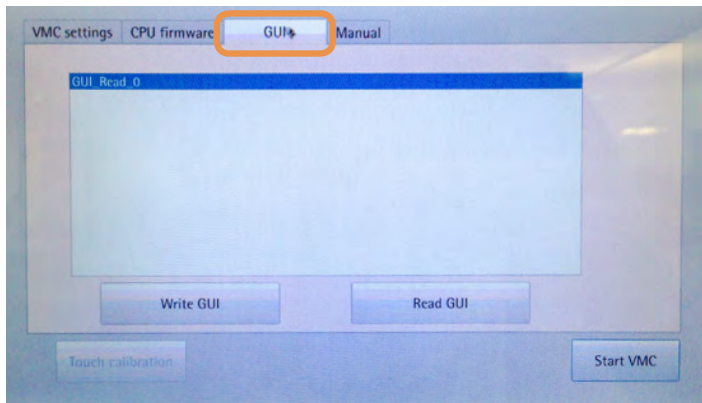 VMC settings CPU firmware GUI Manual
GUI_Read_0
Write GUI Read GUI
Touch calibration Start VMC